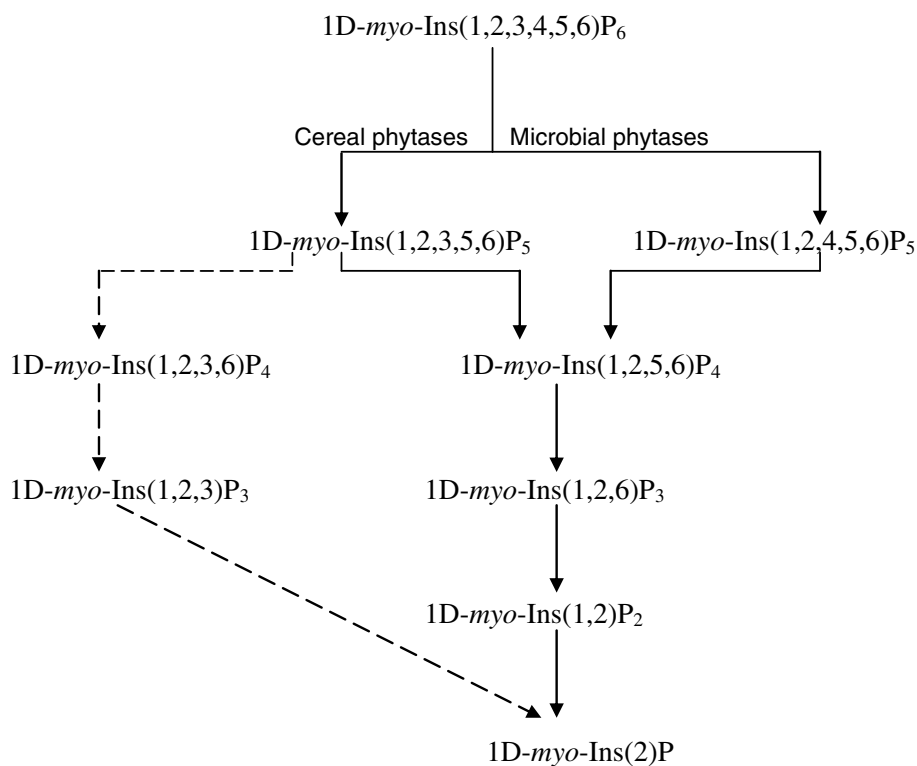 1D-myo-Ins(1,2,3,4,5,6)P₆
Cereal phytases Microbial phytases
1D-myo-Ins(1,2,3,5,6)P₅ 1D-myo-Ins(1,2,4,5,6)P₅
1D-myo-Ins(1,2,3,6)P₄ 1D-myo-Ins(1,2,5,6)P₄
1D-myo-Ins(1,2,3)P₃ 1D-myo-Ins(1,2,6)P₃
1D-myo-Ins(1,2)P₂
1D-myo-Ins(2)P